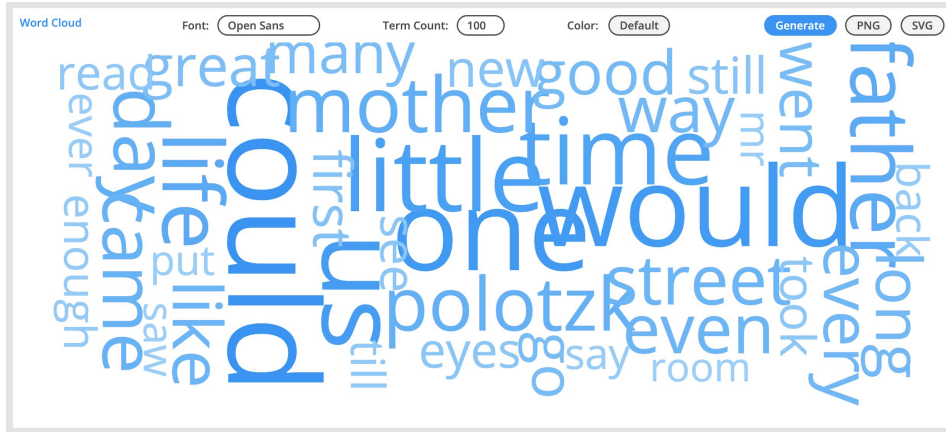 Word Cloud Font: Open Sans Term Count: 100 Color: Default Generate PNG SVG
read
great
many
new
good
still
went
father
ever
day
could
mother
way
mr
life
first
little
time
back
enough
came
us
see
one
would
put
like
saw
polotzk
street
took
every
long
till
eyes
go
say
even
room